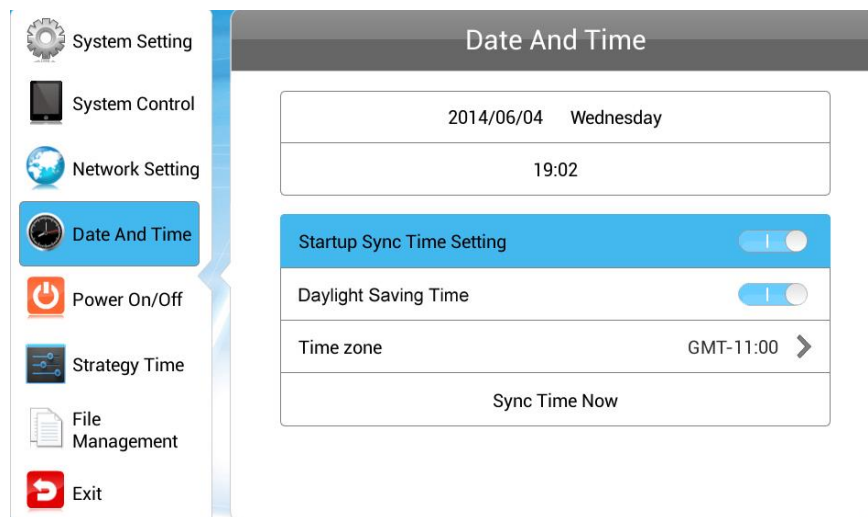 System Setting
System Control
Network Setting
Date And Time
Power On/Off
Strategy Time
File
Management
Exit
Date And Time
2014/06/04 Wednesday
19:02
Startup Sync Time Setting
Daylight Saving Time
Time zone GMT-11:00
Sync Time Now